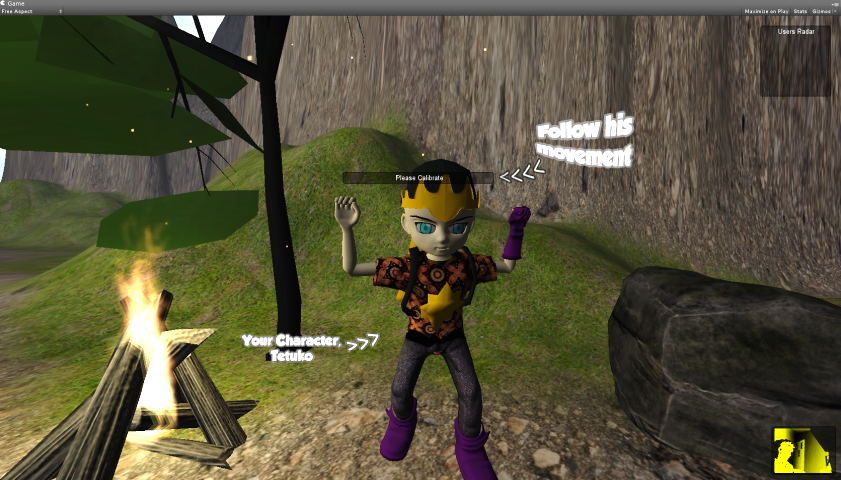 Game
Free Aspect
Maximize on Play Stats Gizmos
Users Radar
Follow his
movement
Please Calibrate <<<<
Your Character, >>>
Tetuko